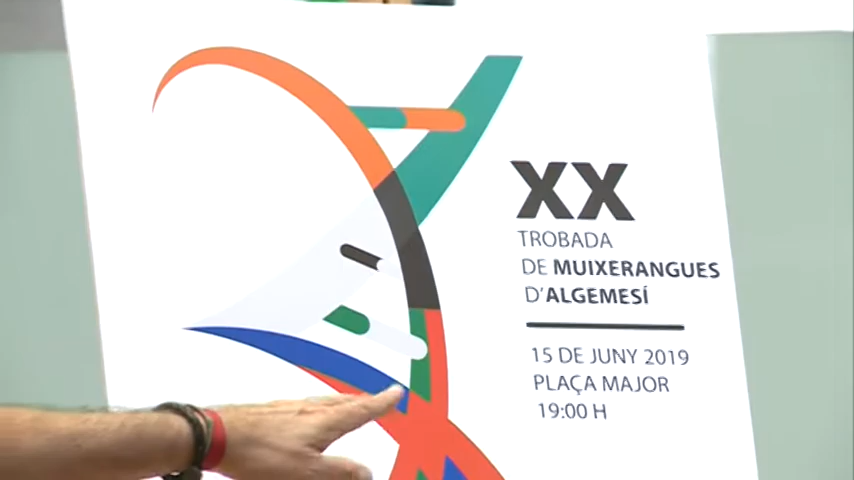 XX
TROBADA
DE MUIXERANGUES
D'ALGEMESÍ
15 DE JUNY 2019
PLAÇA MAJOR
19:00 H